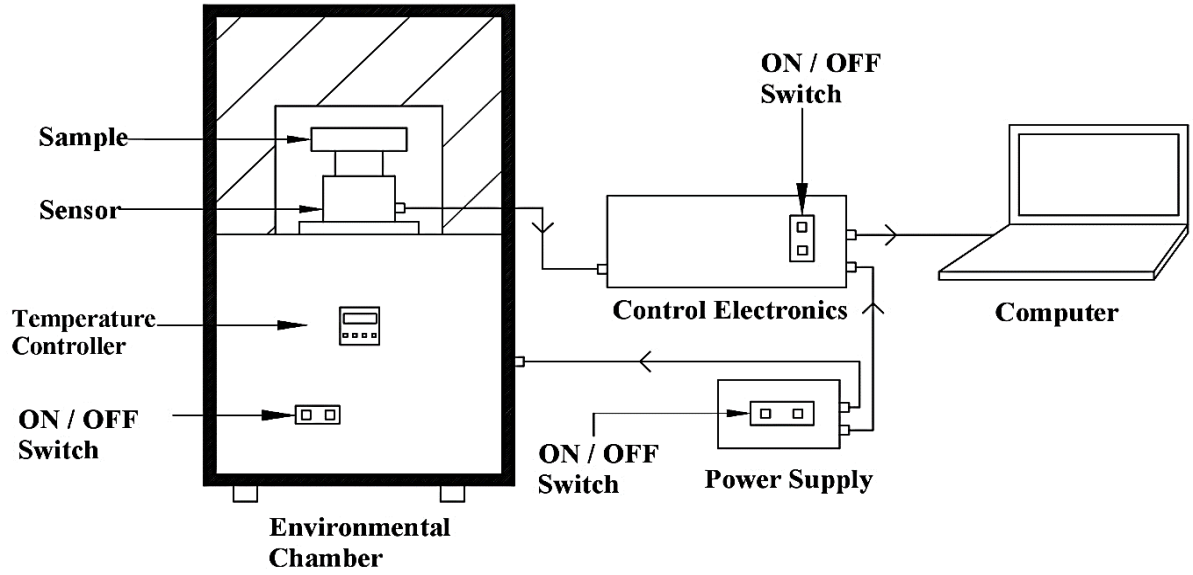 ON / OFF
Switch
Sample
Sensor
Temperature
Controller
Control Electronics
Computer
ON / OFF
Switch
ON / OFF
Switch
Power Supply
Environmental
Chamber